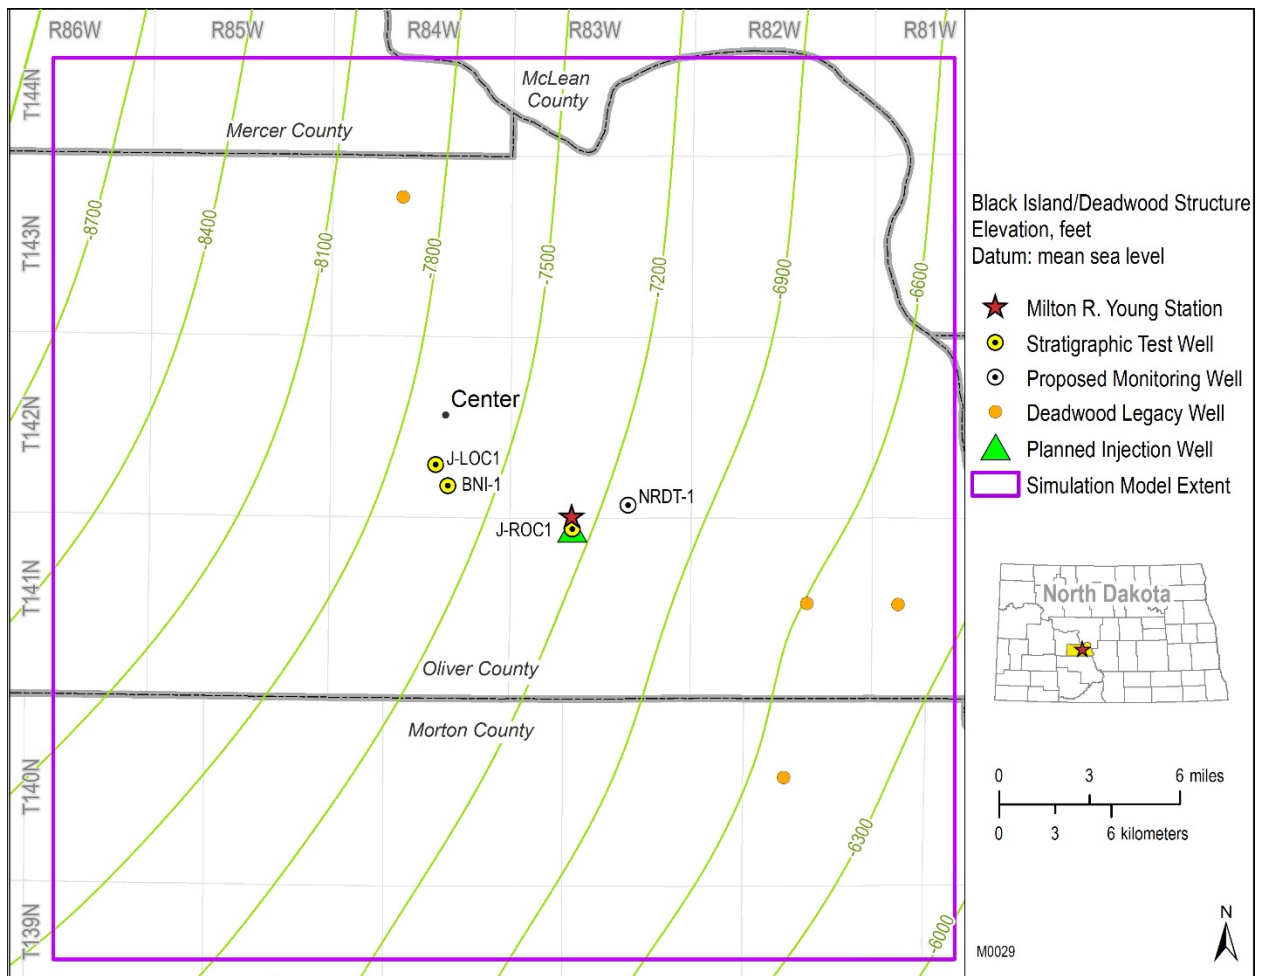 R86W
R85W
R84W
R83W
R82W
R81W
T144N
T143N
T142N
T141N
T140N
T139N
McLean
County
Mercer County
-8700
-8400
-8100
-7800
-7500
-7200
-6900
-6600
Center
J-LOC1
BNI-1
NRDT-1
J-ROC1
Oliver County
Morton County
-6300
-6000
Black Island/Deadwood Structure
Elevation, feet
Datum: mean sea level
Milton R. Young Station
Stratigraphic Test Well
Proposed Monitoring Well
Deadwood Legacy Well
Planned Injection Well
Simulation Model Extent
North Dakota
0 3 6 miles
0 3 6 kilometers
N
M0029